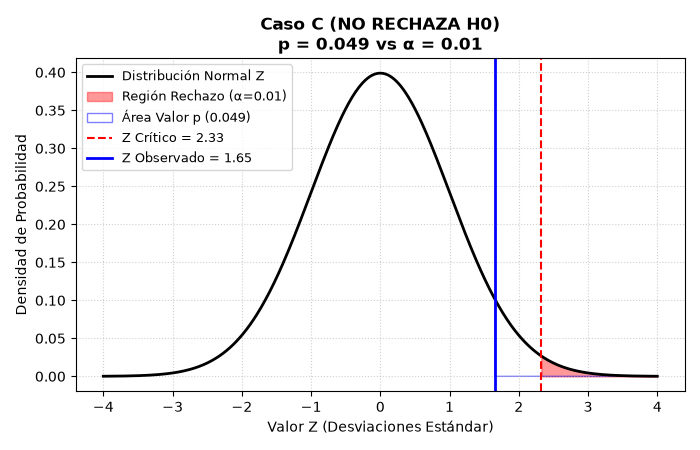 Caso C (NO RECHAZA H0)
p = 0.049 vs α = 0.01
Distribución Normal Z
Región Rechazo (α=0.01)
Área Valor p (0.049)
Z Crítico = 2.33
Z Observado = 1.65
Densidad de Probabilidad
0.40
0.35
0.30
0.25
0.20
0.15
0.10
0.05
0.00
−4 −3 −2 −1 0 1 2 3 4
Valor Z (Desviaciones Estándar)